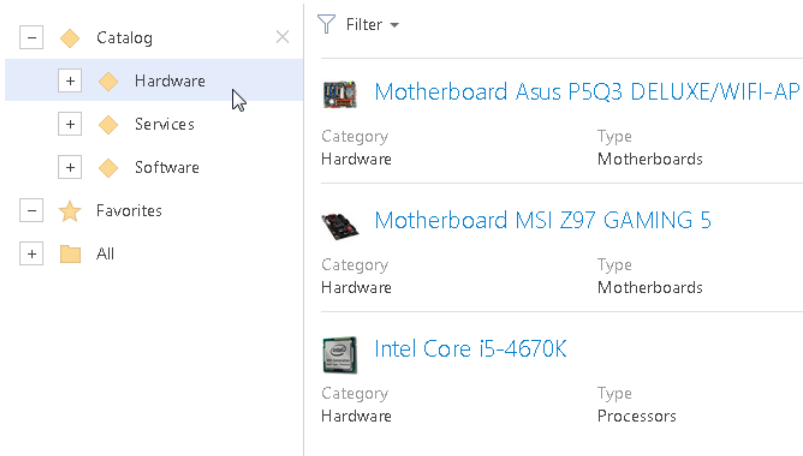 Catalog
Hardware
Services
Software
Favorites
All
Filter
Motherboard Asus P5Q3 DELUXE/WIFI-AP
Category Type
Hardware Motherboards
Motherboard MSI Z97 GAMING 5
Category Type
Hardware Motherboards
Intel Core i5-4670K
Category Type
Hardware Processors